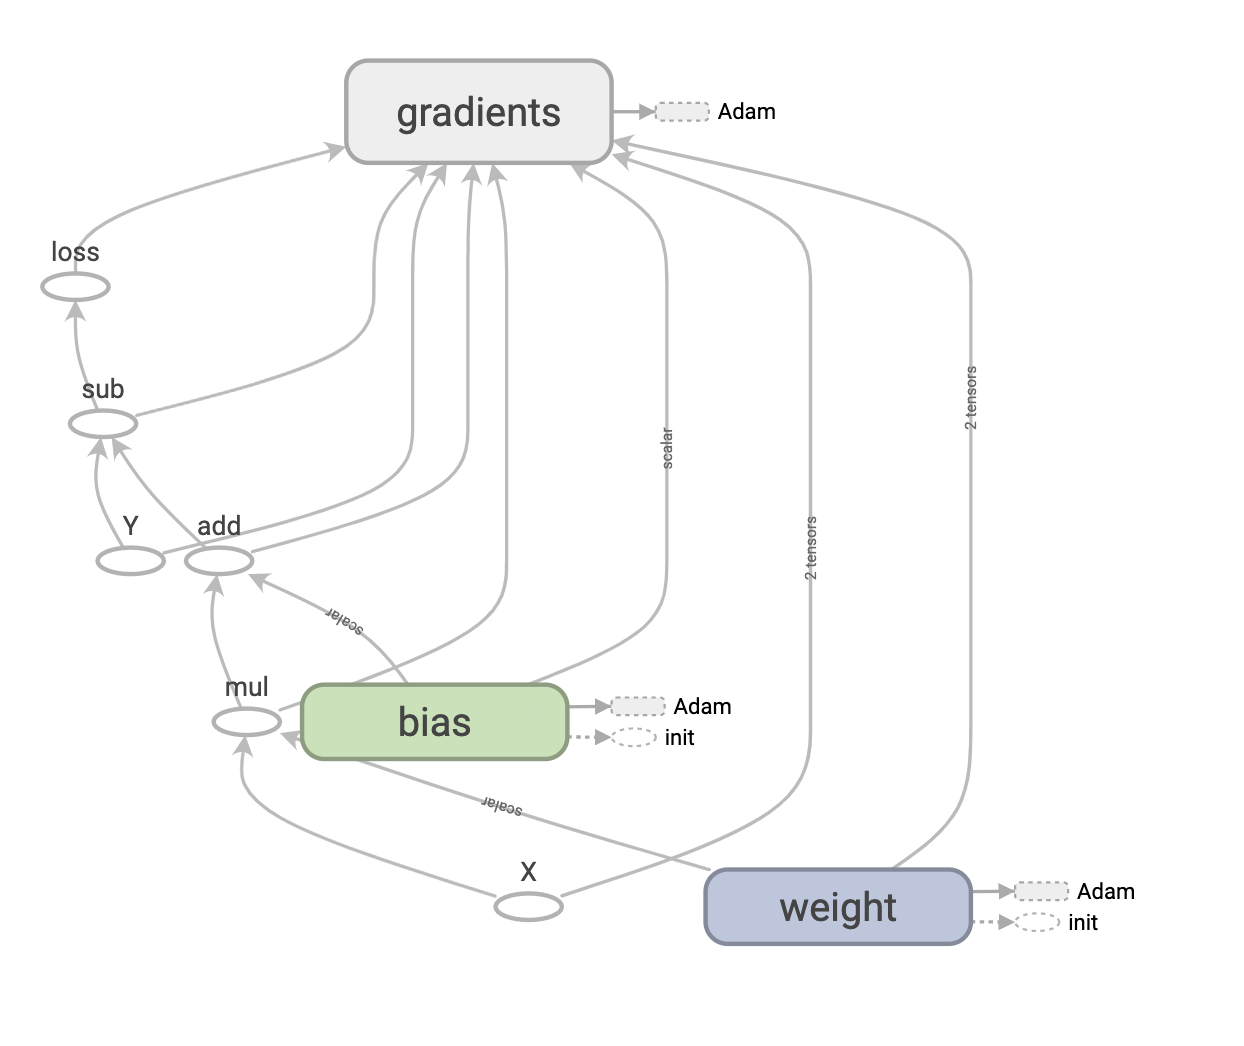 gradients
Adam
loss
sub
2 tensors
scalar
Y
add
2 tensors
scalar
mul
bias
Adam
init
scalar
X
weight
Adam
init